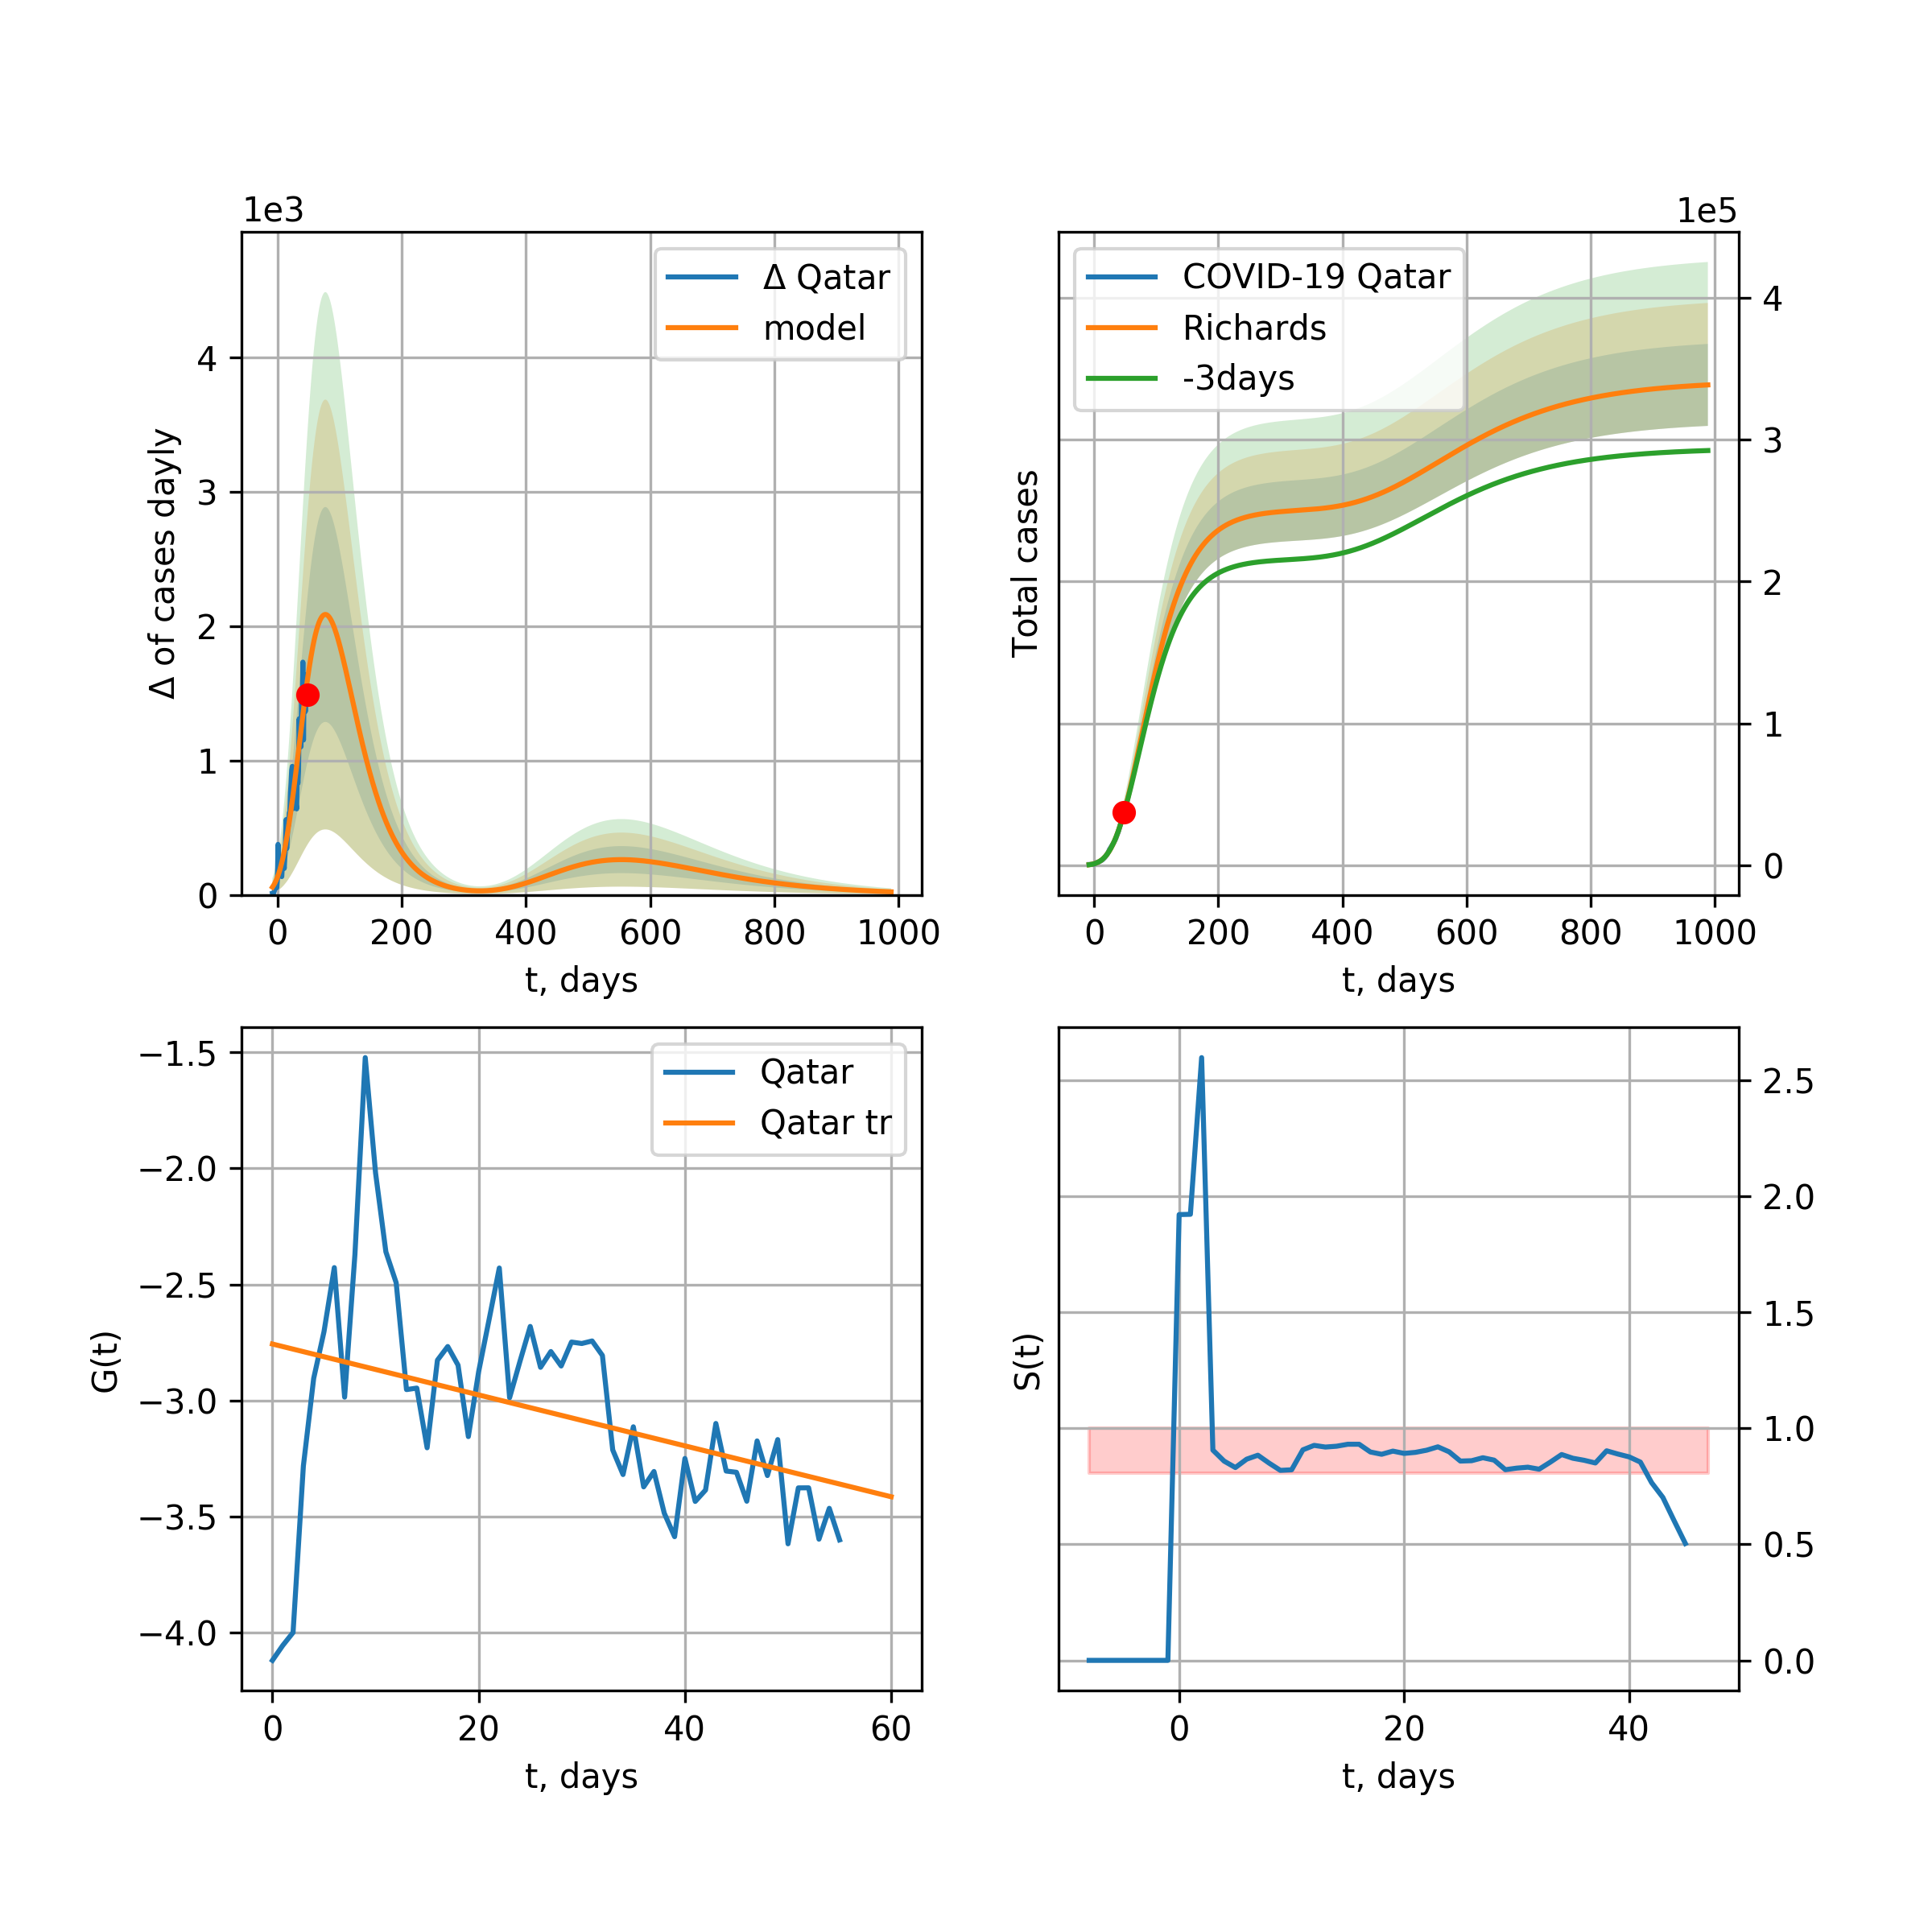 1e3
Δ Qatar
model
4
3
2
1
0
Δ of cases dayly
0 200 400 600 800 1000
t, days
1e5
COVID-19 Qatar
Richards
-3days
4
3
2
1
0
Total cases
0 200 400 600 800 1000
t, days
Qatar
Qatar tr
−1.5
−2.0
−2.5
−3.0
−3.5
−4.0
G(t)
0 20 40 60
t, days
2.5
2.0
1.5
1.0
0.5
0.0
S(t)
0 20 40
t, days